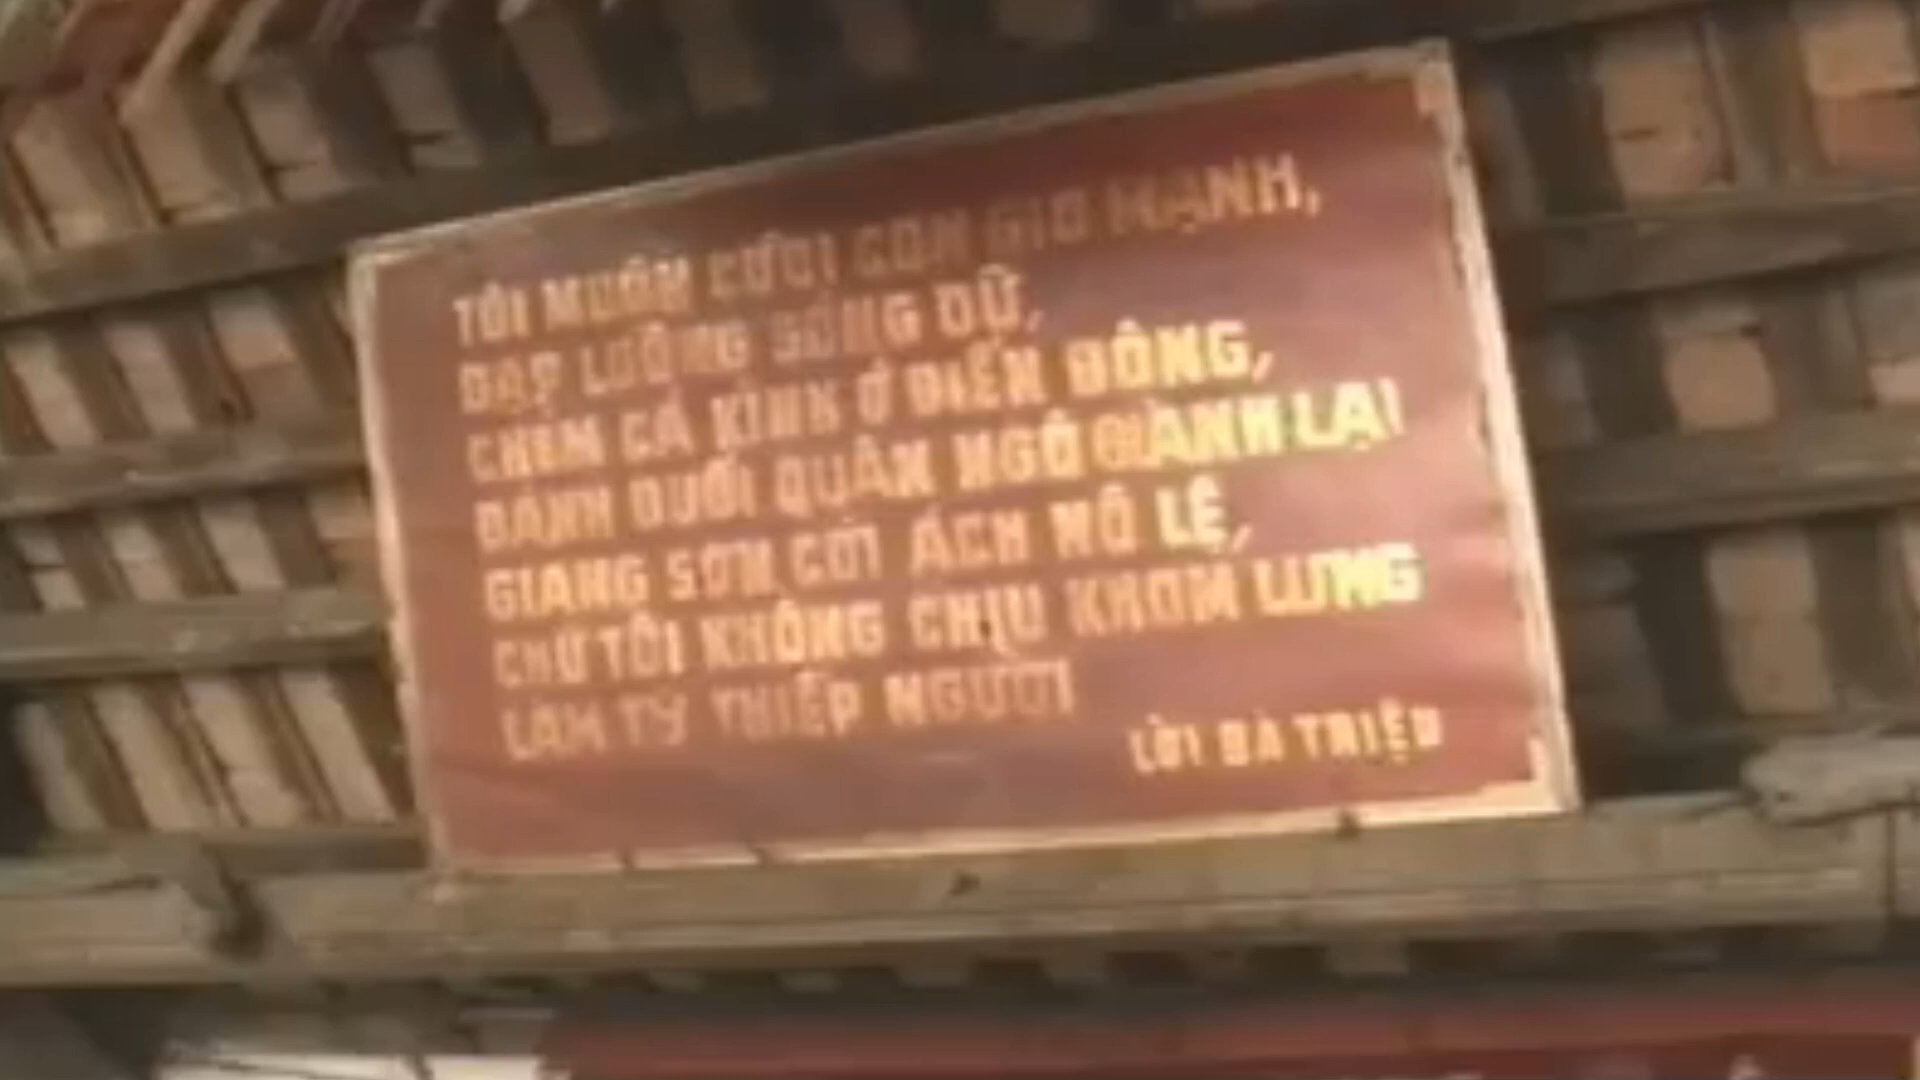 TÔI MUỐN CƯỠI CƠN GIÓ MẠNH,
ĐẠP LUỒNG SÓNG DỮ,
CHÉM CÁ KÌNH Ở BIỂN ĐÔNG,
ĐÁNH ĐUỔI QUÂN NGÔ GIÀNH LẠI
GIANG SƠN CỞI ÁCH NÔ LỆ,
CHỨ TÔI KHÔNG CHỊU KHOM LƯNG
LÀM TỲ THIẾP NGƯỜI
LỜI BÀ TRIỆU